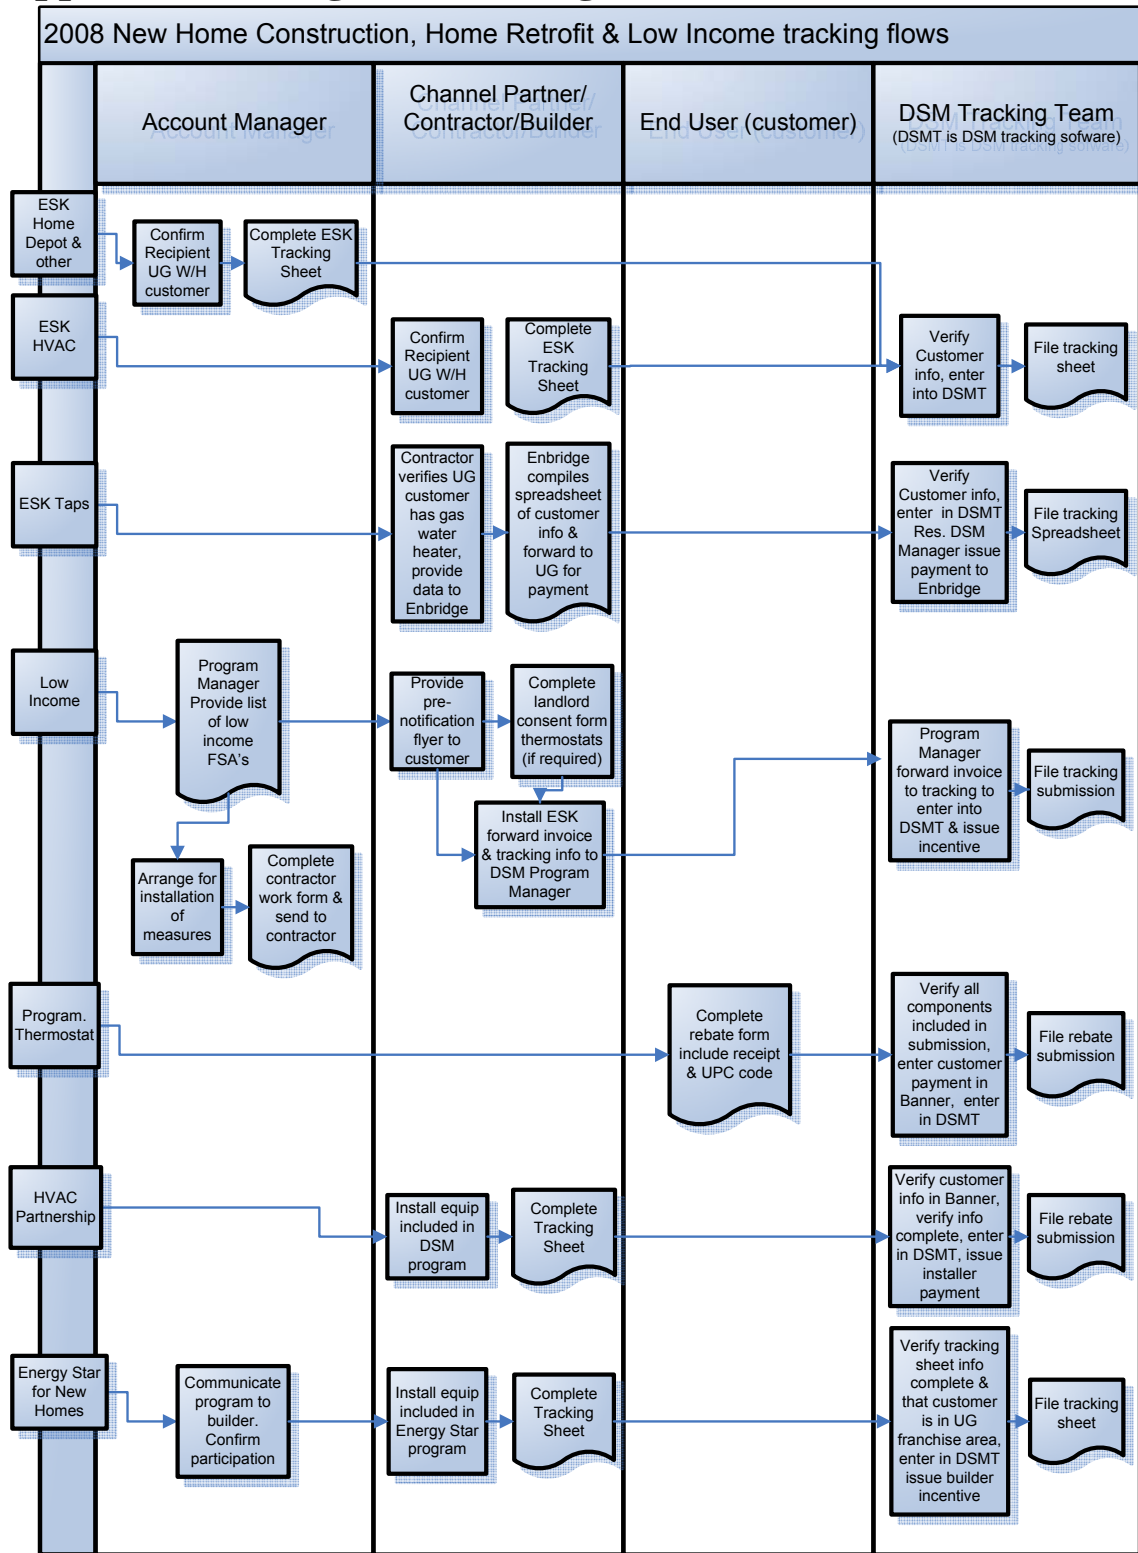 2008 New Home Construction, Home Retrofit & Low Income tracking flows
Account Manager
Channel Partner/
Contractor/Builder
End User (customer)
DSM Tracking Team
(DSMT is DSM tracking sofware)
ESK
Home
Depot &
other
Confirm
Recipient
UG W/H
customer
Complete ESK
Tracking
Sheet
ESK
HVAC
Confirm
Recipient
UG W/H
customer
Complete
ESK
Tracking
Sheet
Verify
Customer
info, enter
into DSMT
File tracking
sheet
ESK Taps
Contractor
verifies UG
customer
has gas
water
heater,
provide
data to
Enbridge
Enbridge
compiles
spreadsheet
of customer
info &
forward to
UG for
payment
Verify
Customer info,
enter in DSMT
Res. DSM
Manager issue
payment to
Enbridge
File tracking
Spreadsheet
Low
Income
Program
Manager
Provide list
of low
income
FSA's
Provide
pre-
notification
flyer to
customer
Complete
landlord
consent form
thermostats
(if required)
Program
Manager
forward invoice
to tracking to
enter into
DSMT & issue
incentive
File tracking
submission
Install ESK
forward invoice
& tracking info to
DSM Program
Manager
Arrange for
installation
of
measures
Complete
contractor
work form &
send to
contractor
Program.
Thermostat
Complete
rebate form
include receipt
& UPC code
Verify all
components
included in
submission,
enter customer
payment in
Banner, enter
in DSMT
File rebate
submission
HVAC
Partnership
Install equip
included in
DSM
program
Complete
Tracking
Sheet
Verify customer
info in Banner,
verify info
complete, enter
in DSMT, issue
installer
payment
File rebate
submission
Energy Star
for New
Homes
Communicate
program to
builder.
Confirm
participation
Install equip
included in
Energy Star
program
Complete
Tracking
Sheet
Verify tracking
sheet info
complete &
that customer
is in UG
franchise area,
enter in DSMT
issue builder
incentive
File tracking
sheet